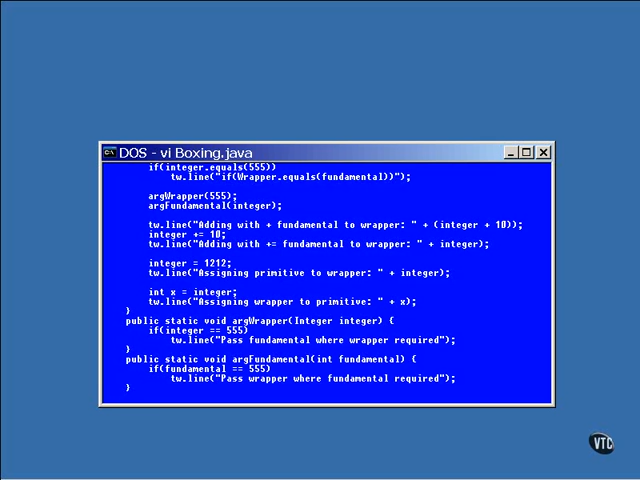 DOS - vi Boxing.java
if(integer.equals(555))
tw.line("if(Wrapper.equals(fundamental))");
argWrapper(555);
argFundamental(integer);
tw.line("Adding with + fundamental to wrapper: " + (integer + 10));
integer += 10;
tw.line("Adding with += fundamental to wrapper: " + integer);
integer = 1212;
tw.line("Assigning primitive to wrapper: " + integer);
int x = integer;
tw.line("Assigning wrapper to primitive: " + x);
}
public static void argWrapper(Integer integer) {
if(integer == 555)
tw.line("Pass fundamental where wrapper required");
}
public static void argFundamental(int fundamental) {
if(fundamental == 555)
tw.line("Pass wrapper where fundamental required");
}
VTC